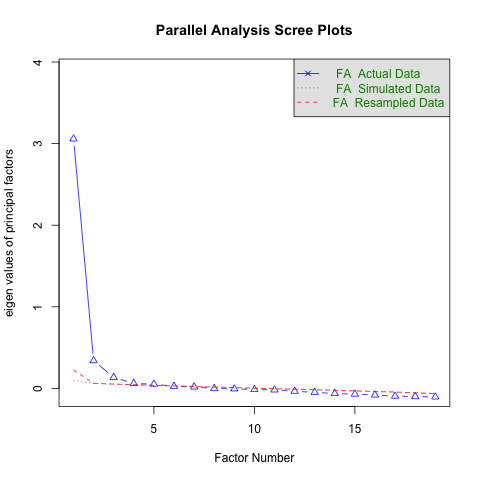 Parallel Analysis Scree Plots
eigen values of principal factors
4
3
2
1
0
FA  Actual Data
FA  Simulated Data
FA  Resampled Data
5
10
15
Factor Number